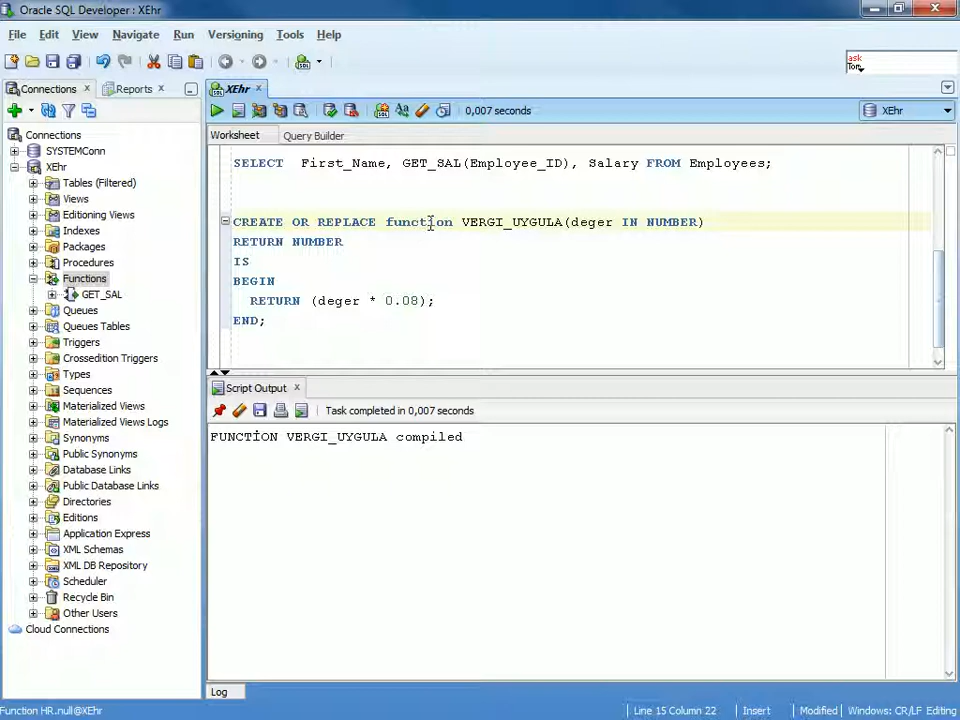 Oracle SQL Developer : XEhr
File Edit View Navigate Run Versioning Tools Help
ask
Tom
Connections
Reports
XEhr
0,007 seconds
XEhr
Worksheet
Query Builder
Connections
SYSTEMConn
XEhr
Tables (Filtered)
Views
Editioning Views
Indexes
Packages
Procedures
Functions
GET_SAL
Queues
Queues Tables
Triggers
Crossedition Triggers
Types
Sequences
Materialized Views
Materialized Views Logs
Synonyms
Public Synonyms
Database Links
Public Database Links
Directories
Editions
Application Express
XML Schemas
XML DB Repository
Scheduler
Recycle Bin
Other Users
Cloud Connections
SELECT First_Name, GET_SAL(Employee_ID), Salary FROM Employees;
CREATE OR REPLACE function VERGI_UYGULA(deger IN NUMBER)
RETURN NUMBER
IS
BEGIN
RETURN (deger * 0.08);
END;
Script Output
Task completed in 0,007 seconds
FUNCTİON VERGI_UYGULA compiled
Log
Function HR.null@XEhr
Line 15 Column 22
Insert
Modified
Windows: CR/LF Editing